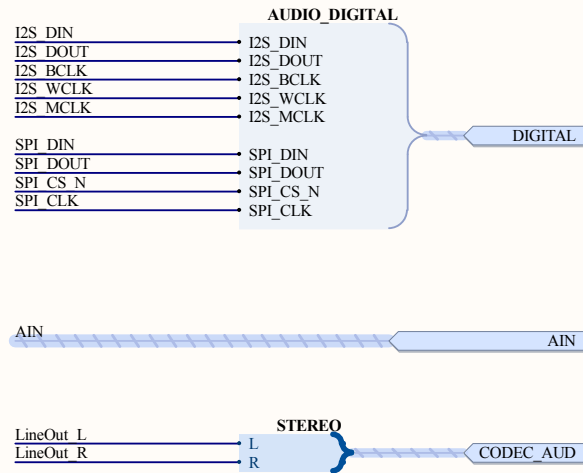 AUDIO_DIGITAL
I2S_DIN I2S_DIN
I2S_DOUT I2S_DOUT
I2S_BCLK I2S_BCLK
I2S_WCLK I2S_WCLK
I2S_MCLK I2S_MCLK
DIGITAL
SPI_DIN SPI_DIN
SPI_DOUT SPI_DOUT
SPI_CS_N SPI_CS_N
SPI_CLK SPI_CLK
AIN AIN
STEREO
LineOut_L L
CODEC_AUD
LineOut_R R